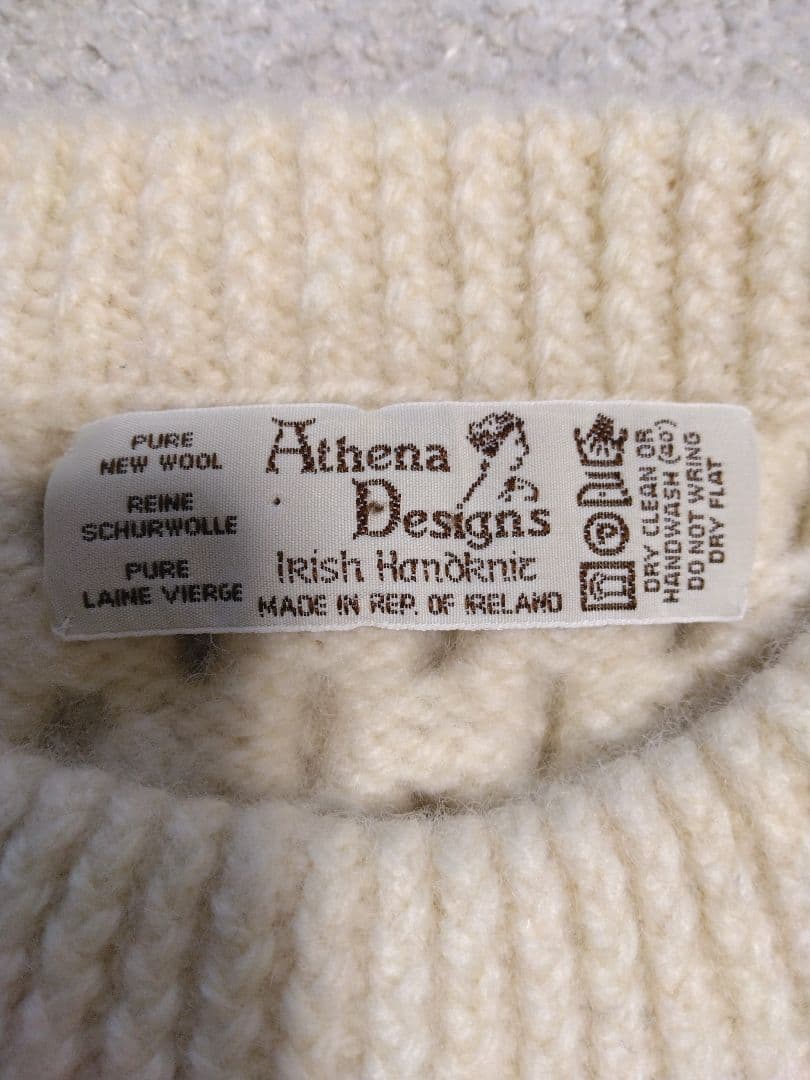 PURE
NEW WOOL
REINE
SCHURWOLLE
PURE
LAINE VIERGE
Athena
Designs
Irish Handknit
MADE IN REP. OF IRELAND
P
DRY CLEAN OR
HANDWASH (40°)
DO NOT WRING
DRY FLAT